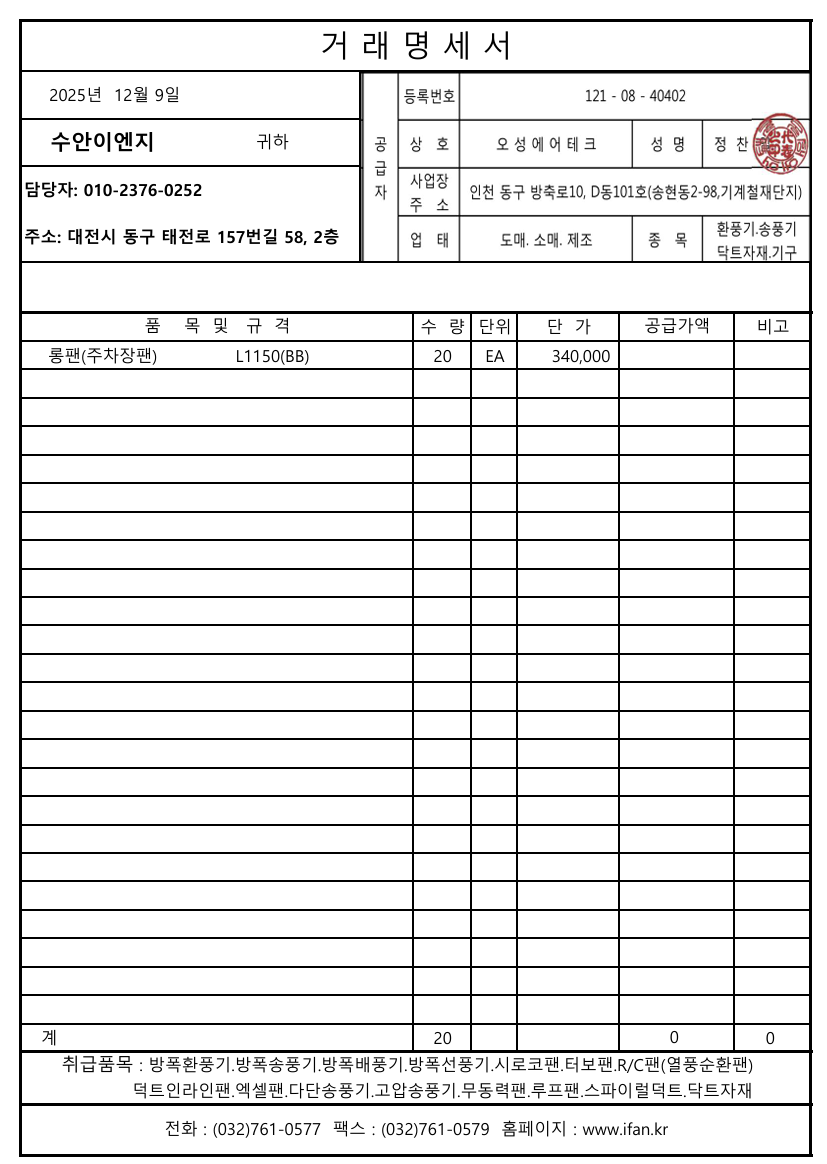 거 래 명 세 서
2025년 12월 9일
수안이엔지 귀하
담당자: 010-2376-0252
주소: 대전시 동구 태전로 157번길 58, 2층
공급자
등록번호 121 - 08 - 40402
상 호 오성에어테크 성 명 정 찬
사업장 주 소 인천 동구 방축로10, D동101호(송현동2-98,기계철재단지)
업 태 도매. 소매. 제조 종 목 환풍기.송풍기
닥트자재.기구
품 목 및 규 격 수 량 단위 단 가 공급가액 비고
롱팬(주차장팬) L1150(BB) 20 EA 340,000
계 20 0 0
취급품목 : 방폭환풍기.방폭송풍기.방폭배풍기.방폭선풍기.시로코팬.터보팬.R/C팬(열풍순환팬)
덕트인라인팬.엑셀팬.다단송풍기.고압송풍기.무동력팬.루프팬.스파이럴덕트.닥트자재
전화 : (032)761-0577 팩스 : (032)761-0579 홈페이지 : www.ifan.kr